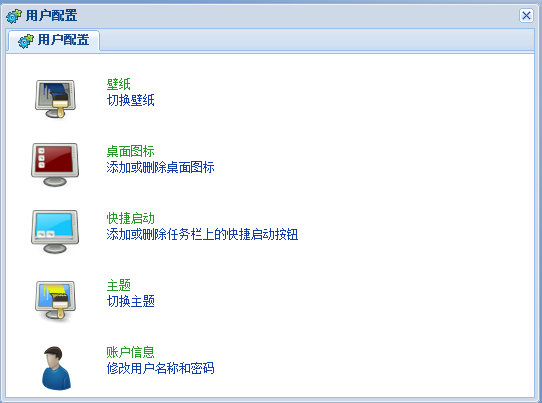 用户配置
用户配置
壁纸
切换壁纸
桌面图标
添加或删除桌面图标
快捷启动
添加或删除任务栏上的快捷启动按钮
主题
切换主题
账户信息
修改用户名称和密码